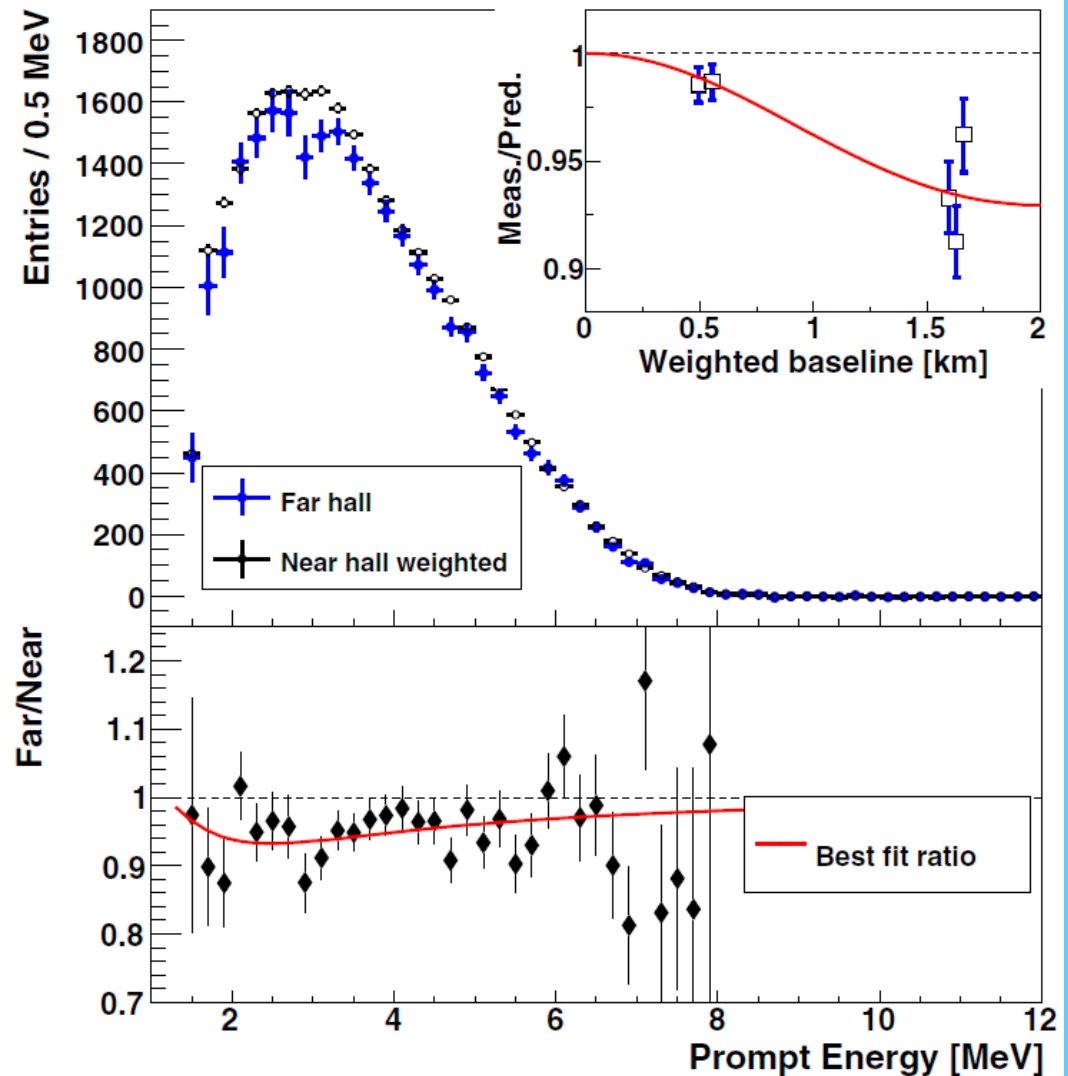 Entries / 0.5 MeV
1800
1600
1400
1200
1000
800
600
400
200
0
Far hall
Near hall weighted
Meas./Pred.
1
0.95
0.9
0 0.5 1 1.5 2
Weighted baseline [km]
Far/Near
1.2
1.1
1
0.9
0.8
0.7
Best fit ratio
2 4 6 8 10 12
Prompt Energy [MeV]